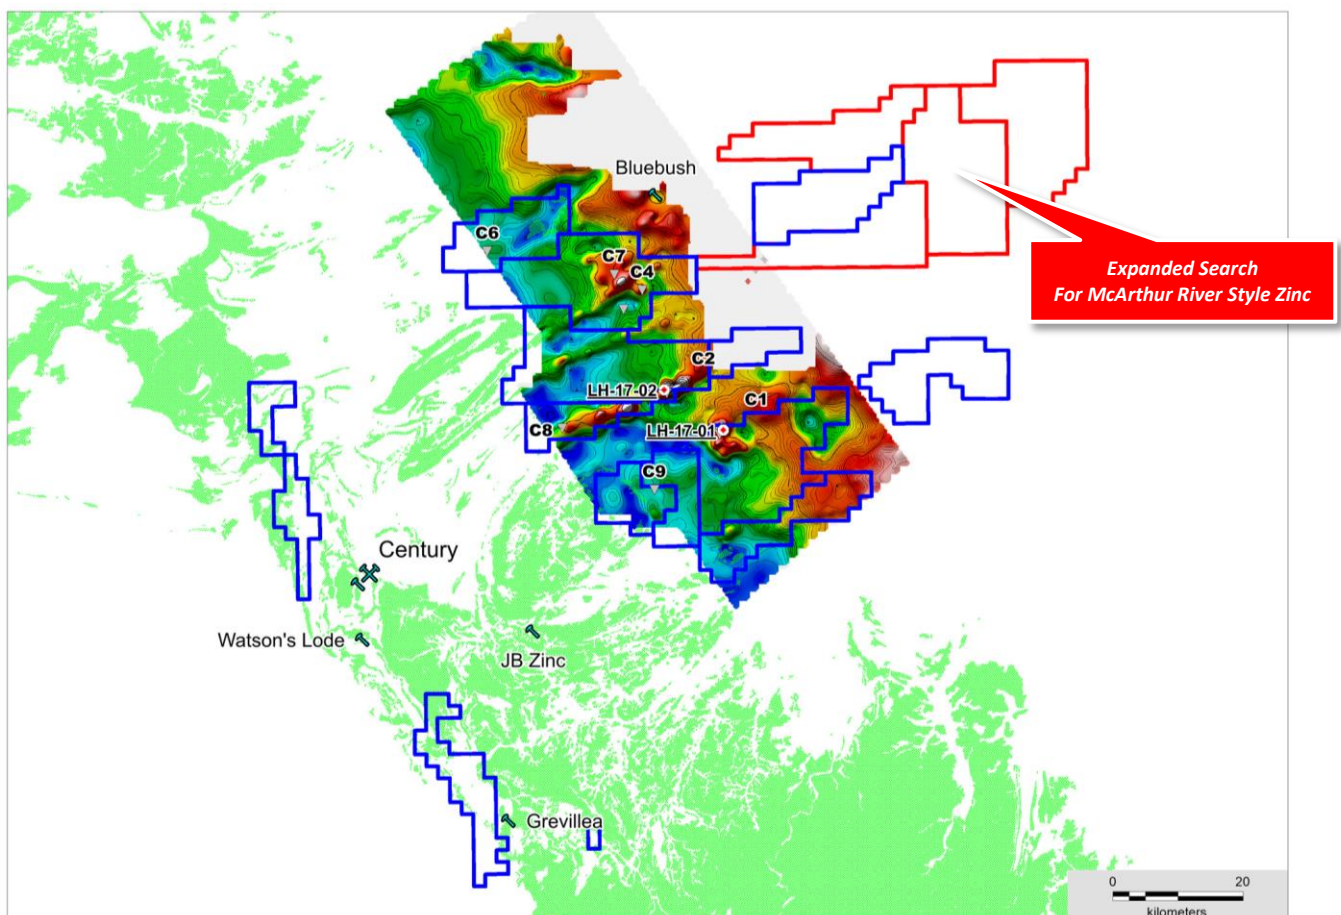 Bluebush
C6
C7
C4
Expanded Search
For McArthur River Style Zinc
C2
LH-17-02
C1
C8
LH-17-01
C9
Century
Watson's Lode
JB Zinc
Grevillea
0 20
kilometers